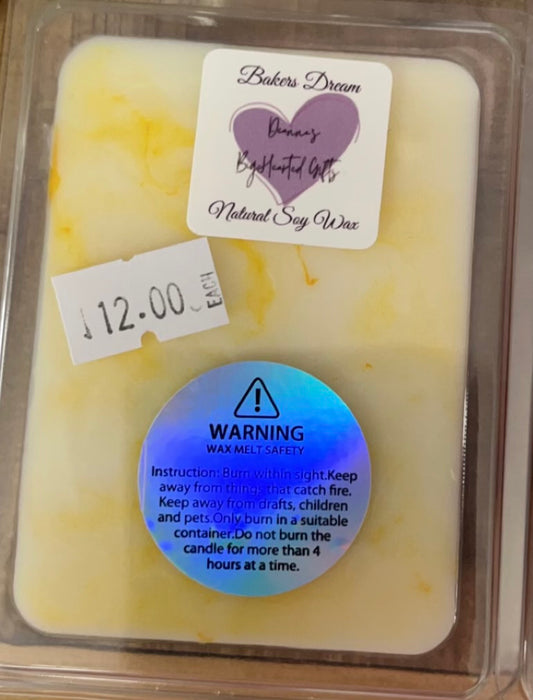 Bakers Dream
Deannas
BigHearted Gifts
Natural Soy Wax
12.00
EACH
WARNING
WAX MELT SAFETY
Instruction: Burn within sight.Keep
away from things that catch fire.
Keep away from drafts, children
and pets.Only burn in a suitable
container.Do not burn the
candle for more than 4
hours at a time.